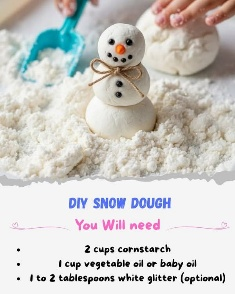 DIY SNOW DOUGH
You Will need
• 2 cups cornstarch
• 1 cup vegetable oil or baby oil
• 1 to 2 tablespoons white glitter (optional)